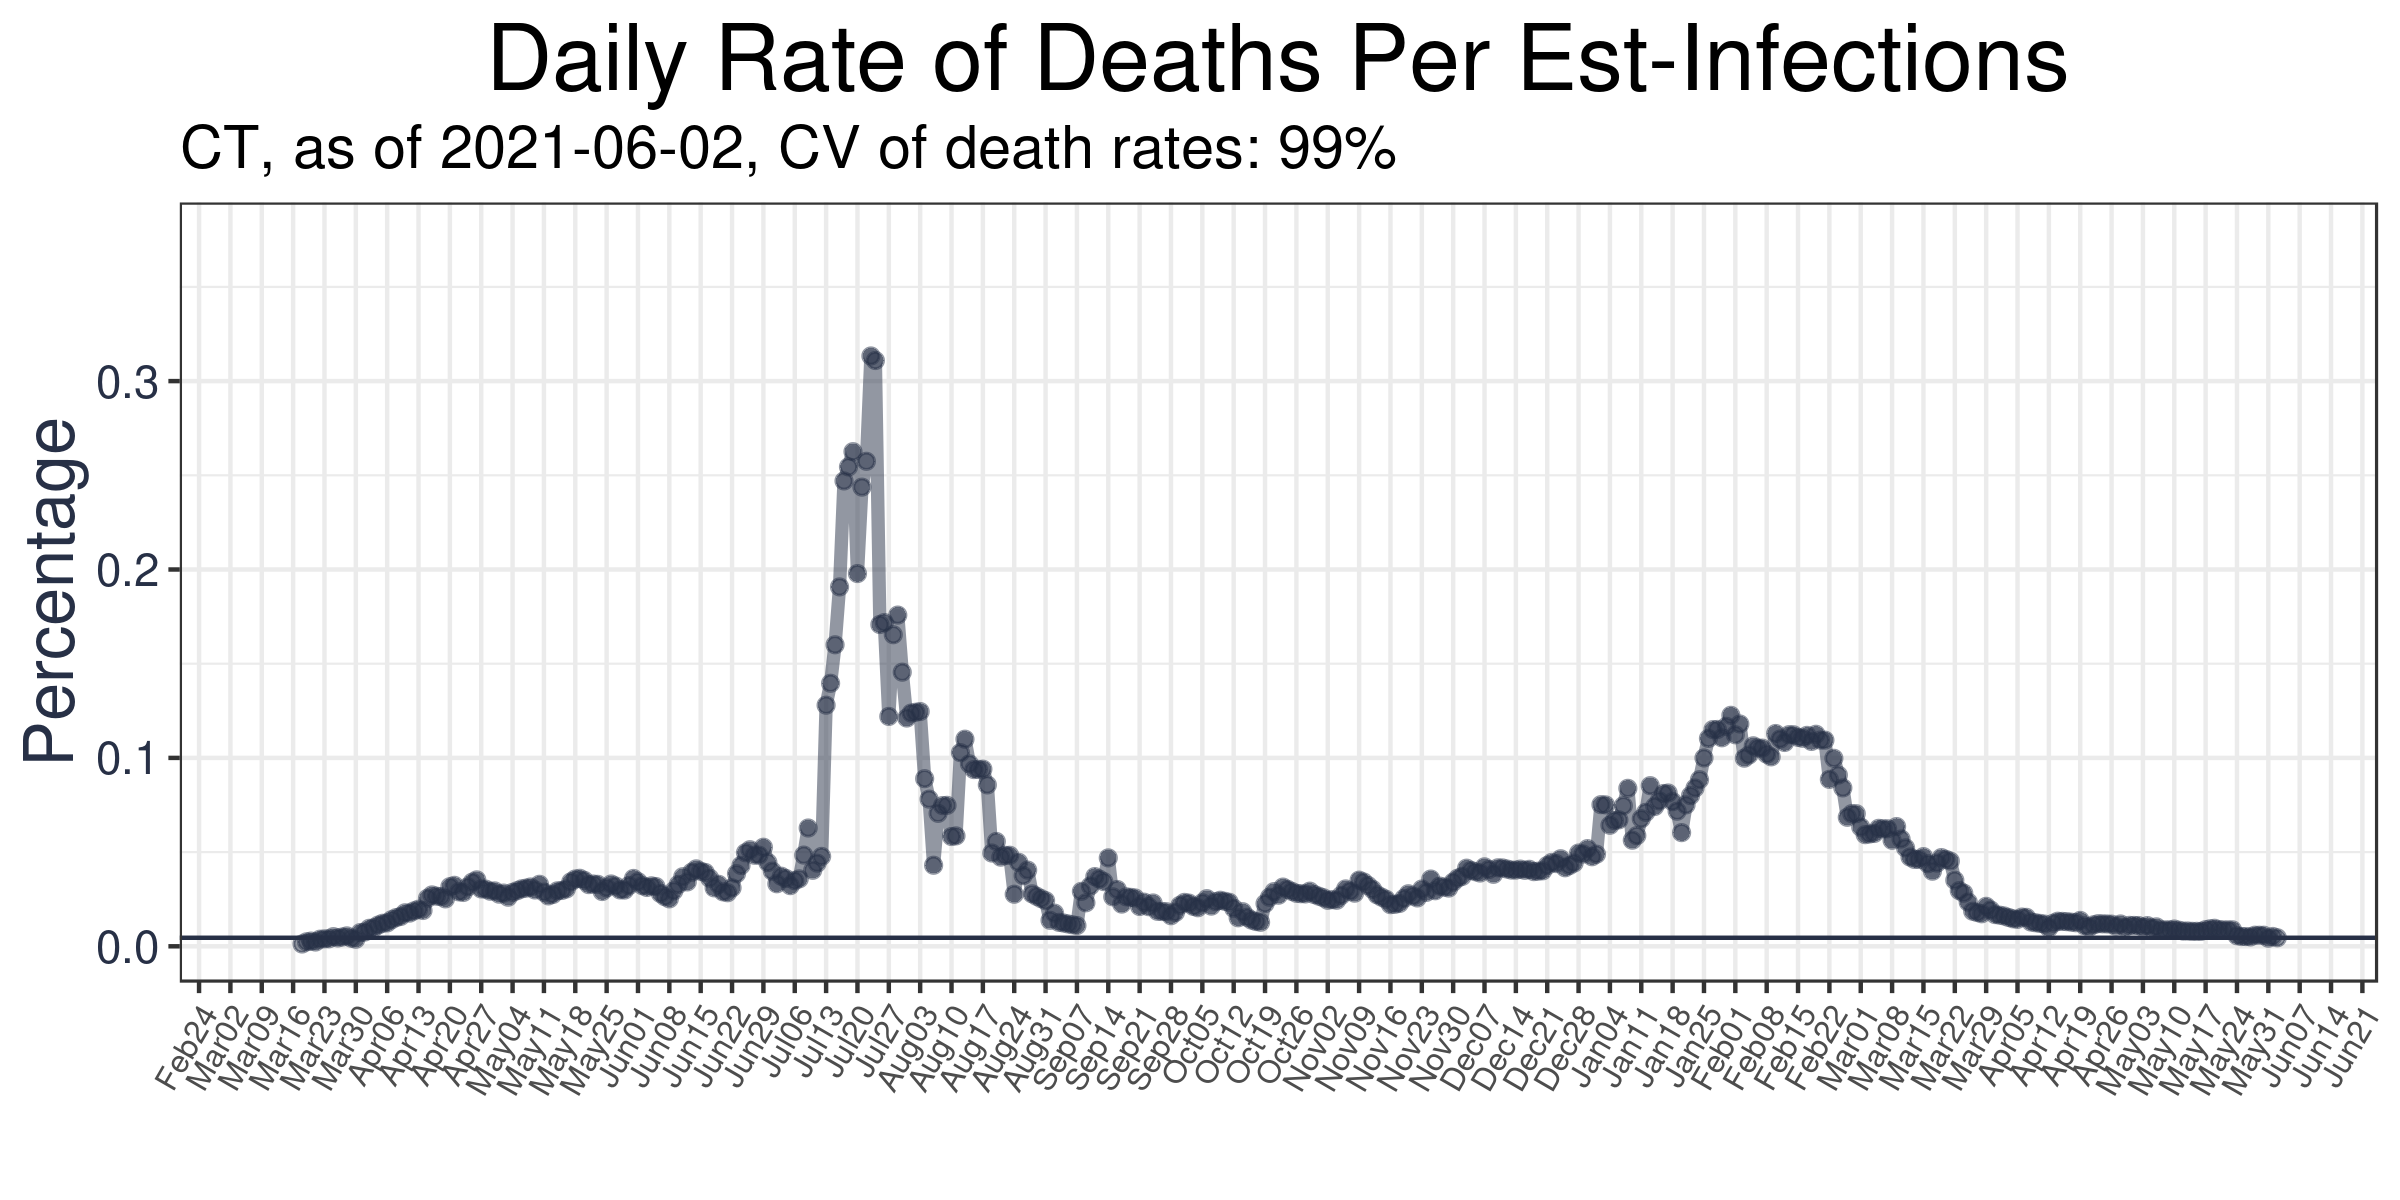 Daily Rate of Deaths Per Est-Infections
CT, as of 2021-06-02, CV of death rates: 99%
Percentage
0.3
0.2
0.1
0.0
Feb24
Mar02
Mar09
Mar16
Mar23
Mar30
Apr06
Apr13
Apr20
Apr27
May04
May11
May18
May25
Jun01
Jun08
Jun15
Jun22
Jun29
Jul06
Jul13
Jul20
Jul27
Aug03
Aug10
Aug17
Aug24
Aug31
Sep07
Sep14
Sep21
Sep28
Oct05
Oct12
Oct19
Oct26
Nov02
Nov09
Nov16
Nov23
Nov30
Dec07
Dec14
Dec21
Dec28
Jan04
Jan11
Jan18
Jan25
Feb01
Feb08
Feb15
Feb22
Mar01
Mar08
Mar15
Mar22
Mar29
Apr05
Apr12
Apr19
Apr26
May03
May10
May17
May24
May31
Jun07
Jun14
Jun21